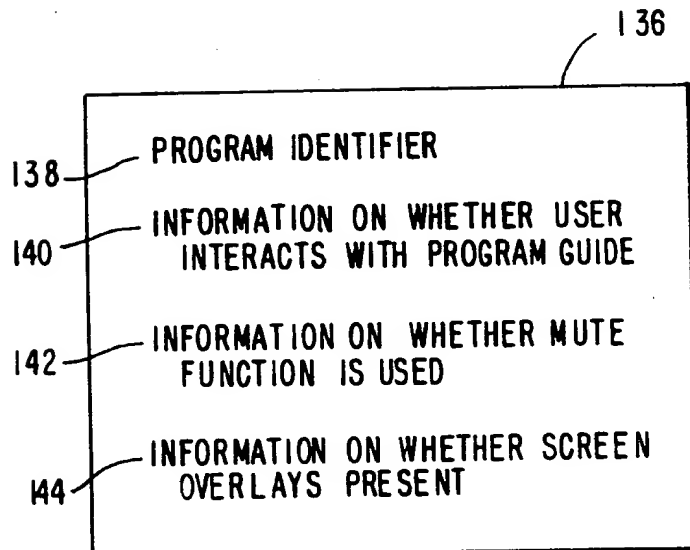 136
138 PROGRAM IDENTIFIER
140 INFORMATION ON WHETHER USER
INTERACTS WITH PROGRAM GUIDE
142 INFORMATION ON WHETHER MUTE
FUNCTION IS USED
144 INFORMATION ON WHETHER SCREEN
OVERLAYS PRESENT